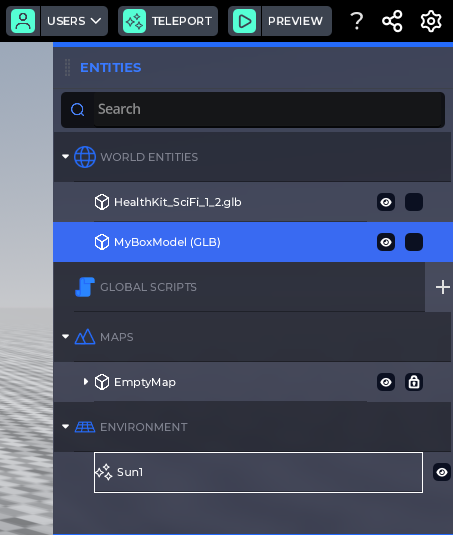 USERS TELEPORT PREVIEW ?
ENTITIES
Search
WORLD ENTITIES
HealthKit_SciFi_1_2.glb
MyBoxModel (GLB)
GLOBAL SCRIPTS
MAPS
EmptyMap
ENVIRONMENT
Sun1